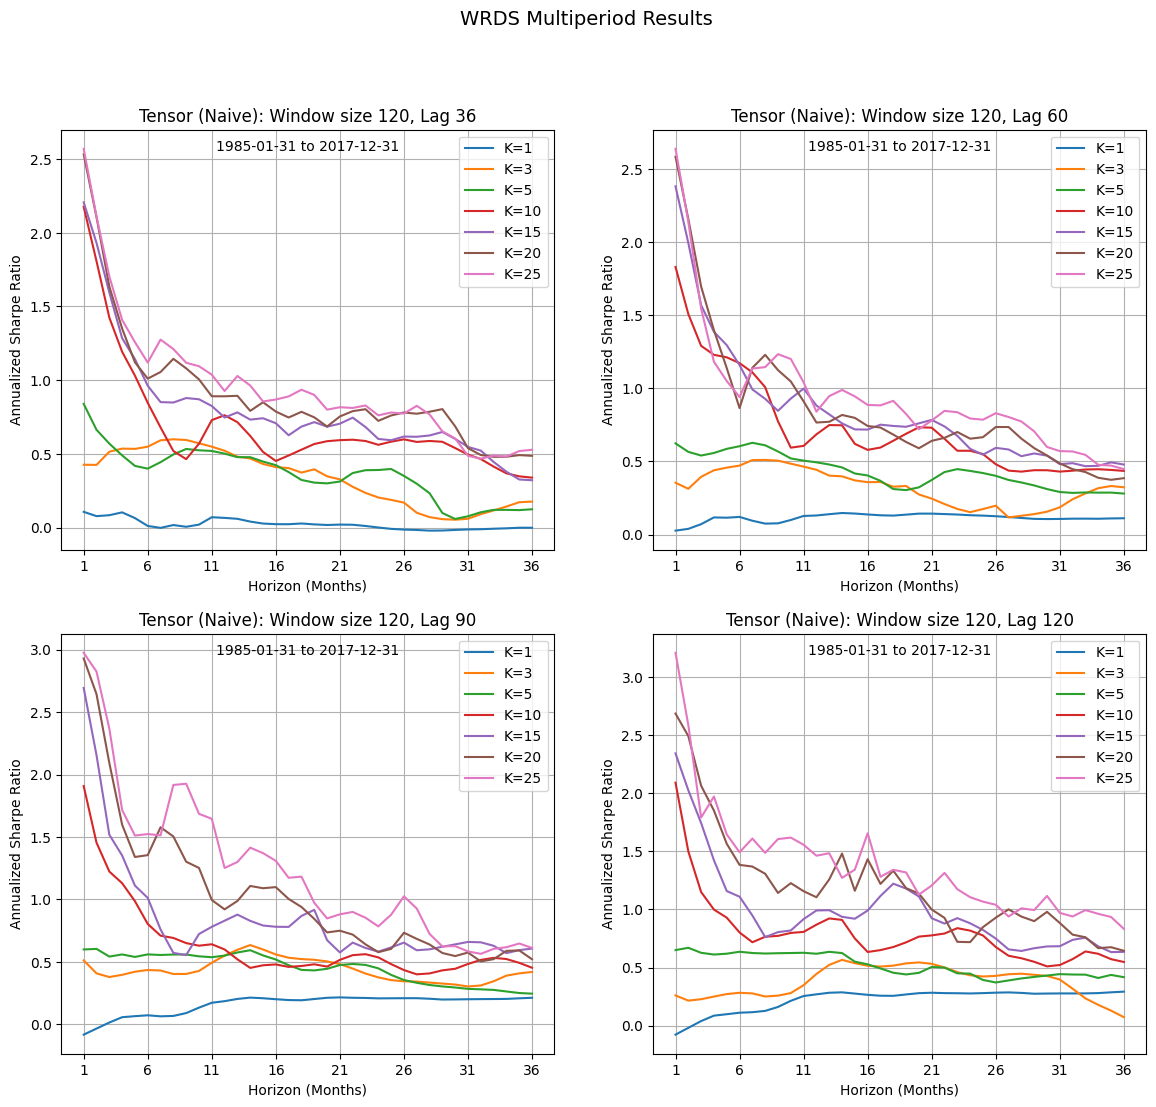 WRDS Multiperiod Results
Tensor (Naive): Window size 120, Lag 36
1985-01-31 to 2017-12-31
K=1
K=3
K=5
K=10
K=15
K=20
K=25
Annualized Sharpe Ratio
2.5
2.0
1.5
1.0
0.5
0.0
1 6 11 16 21 26 31 36
Horizon (Months)
Tensor (Naive): Window size 120, Lag 60
1985-01-31 to 2017-12-31
K=1
K=3
K=5
K=10
K=15
K=20
K=25
Annualized Sharpe Ratio
2.5
2.0
1.5
1.0
0.5
0.0
1 6 11 16 21 26 31 36
Horizon (Months)
Tensor (Naive): Window size 120, Lag 90
1985-01-31 to 2017-12-31
K=1
K=3
K=5
K=10
K=15
K=20
K=25
Annualized Sharpe Ratio
3.0
2.5
2.0
1.5
1.0
0.5
0.0
1 6 11 16 21 26 31 36
Horizon (Months)
Tensor (Naive): Window size 120, Lag 120
1985-01-31 to 2017-12-31
K=1
K=3
K=5
K=10
K=15
K=20
K=25
Annualized Sharpe Ratio
3.0
2.5
2.0
1.5
1.0
0.5
0.0
1 6 11 16 21 26 31 36
Horizon (Months)